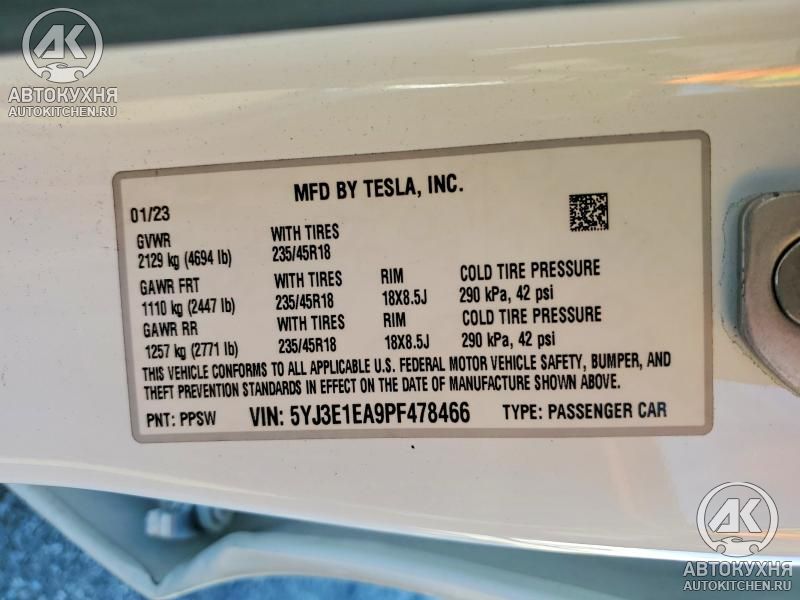 AK
АВТОКУХНЯ
AUTOKITCHEN.RU
MFD BY TESLA, INC.
01/23
GVWR WITH TIRES
2129 kg (4694 lb) 235/45R18
GAWR FRT WITH TIRES RIM COLD TIRE PRESSURE
1110 kg (2447 lb) 235/45R18 18X8.5J 290 kPa, 42 psi
GAWR RR WITH TIRES RIM COLD TIRE PRESSURE
1257 kg (2771 lb) 235/45R18 18X8.5J 290 kPa, 42 psi
THIS VEHICLE CONFORMS TO ALL APPLICABLE U.S. FEDERAL MOTOR VEHICLE SAFETY, BUMPER, AND
THEFT PREVENTION STANDARDS IN EFFECT ON THE DATE OF MANUFACTURE SHOWN ABOVE.
PNT: PPSW VIN: 5YJ3E1EA9PF478466 TYPE: PASSENGER CAR
AK
АВТОКУХНЯ
AUTOKITCHEN.RU